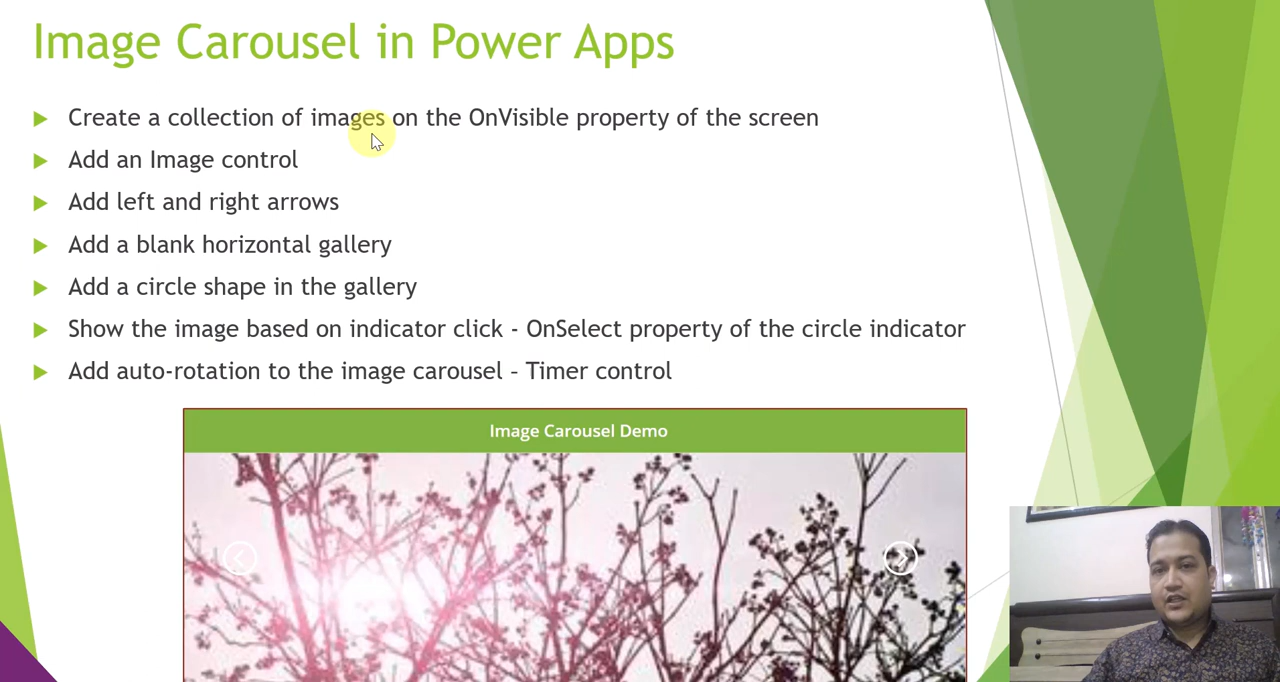 Image Carousel in Power Apps
Create a collection of images on the OnVisible property of the screen
Add an Image control
Add left and right arrows
Add a blank horizontal gallery
Add a circle shape in the gallery
Show the image based on indicator click - OnSelect property of the circle indicator
Add auto-rotation to the image carousel – Timer control
Image Carousel Demo